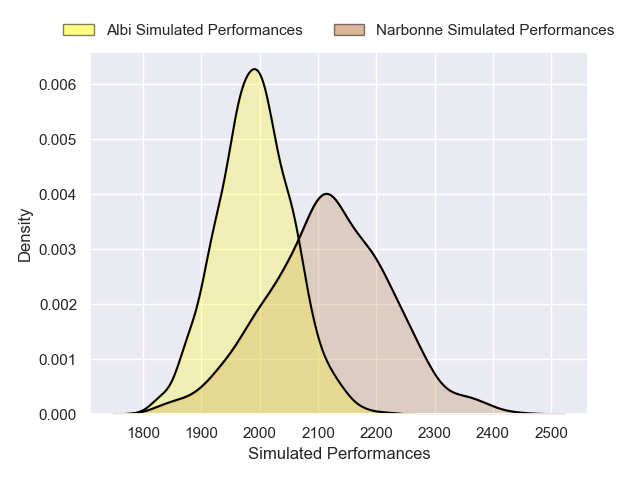 Albi Simulated Performances Narbonne Simulated Performances
0.006
0.005
0.004
0.003
0.002
0.001
0.000
Density
1800 1900 2000 2100 2200 2300 2400 2500
Simulated Performances